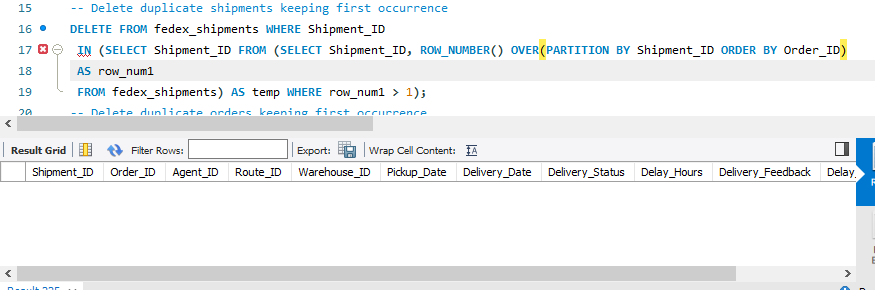 15 -- Delete duplicate shipments keeping first occurrence
16 DELETE FROM fedex_shipments WHERE Shipment_ID
17 IN (SELECT Shipment_ID FROM (SELECT Shipment_ID, ROW_NUMBER() OVER(PARTITION BY Shipment_ID ORDER BY Order_ID)
18 AS row_num1
19 FROM fedex_shipments) AS temp WHERE row_num1 > 1);
20 -- Delete duplicate orders keeping first occurrence
Result Grid Filter Rows: Export: Wrap Cell Content:
Shipment_ID Order_ID Agent_ID Route_ID Warehouse_ID Pickup_Date Delivery_Date Delivery_Status Delay_Hours Delivery_Feedback Delay_